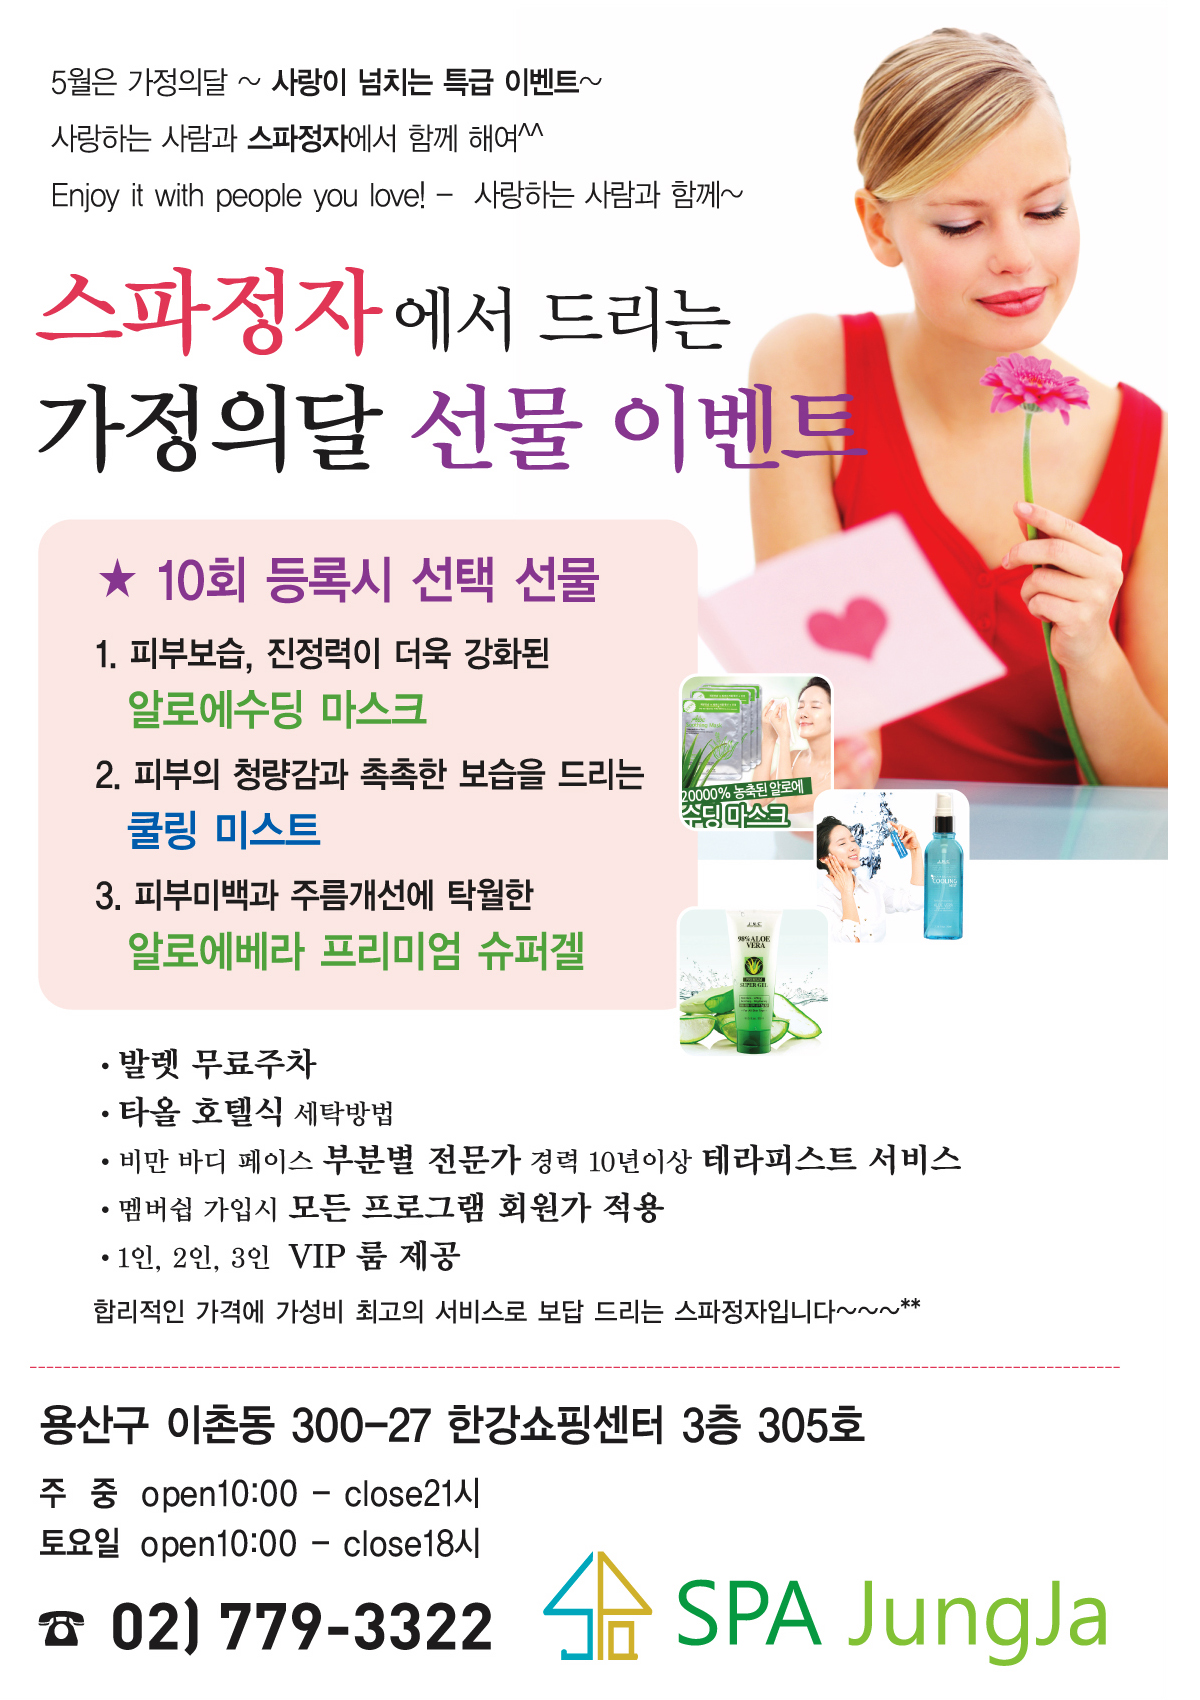 5월은 가정의달 ~ 사랑이 넘치는 특급 이벤트~
사랑하는 사람과 스파정자에서 함께 해여^^
Enjoy it with people you love! - 사랑하는 사람과 함께~
스파정자에서 드리는
가정의달 선물 이벤트
★ 10회 등록시 선택 선물
1. 피부보습, 진정력이 더욱 강화된
알로에수딩 마스크
2. 피부의 청량감과 촉촉한 보습을 드리는
쿨링 미스트
3. 피부미백과 주름개선에 탁월한
알로에베라 프리미엄 슈퍼겔
20000% 농축된 알로에
수딩마스크
COOLING
98% ALOE
VERA
PREMIUM
SUPER GEL
• 발렛 무료주차
• 타올 호텔식 세탁방법
• 비만 바디 페이스 부분별 전문가 경력 10년이상 테라피스트 서비스
• 멤버쉽 가입시 모든 프로그램 회원가 적용
• 1인, 2인, 3인 VIP 룸 제공
합리적인 가격에 가성비 최고의 서비스로 보답 드리는 스파정자입니다~~~**
용산구 이촌동 300-27 한강쇼핑센터 3층 305호
주 중 open10:00 - close21시
토요일 open10:00 - close18시
☎ 02) 779-3322
SPA JungJa